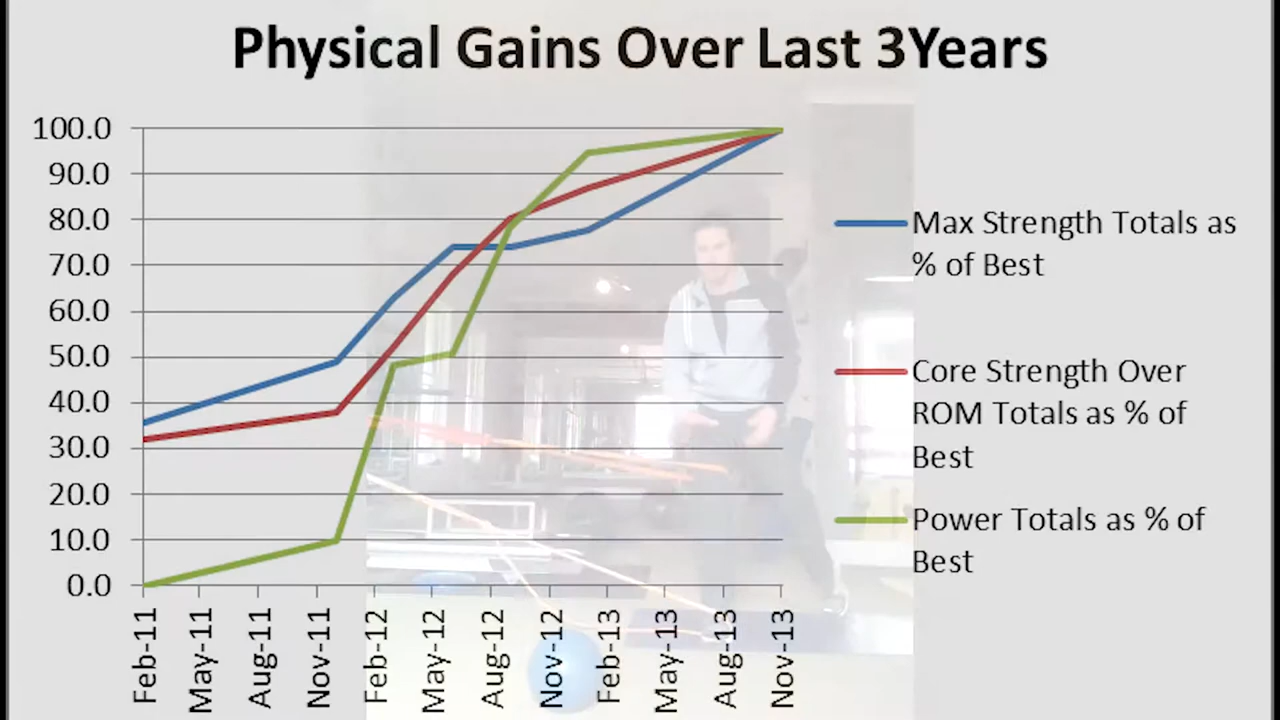 Physical Gains Over Last 3Years
100.0
90.0
80.0
70.0
60.0
50.0
40.0
30.0
20.0
10.0
0.0
Feb-11
May-11
Aug-11
Nov-11
Feb-12
May-12
Aug-12
Nov-12
Feb-13
May-13
Aug-13
Nov-13
Max Strength Totals as
% of Best
Core Strength Over
ROM Totals as % of
Best
Power Totals as % of
Best